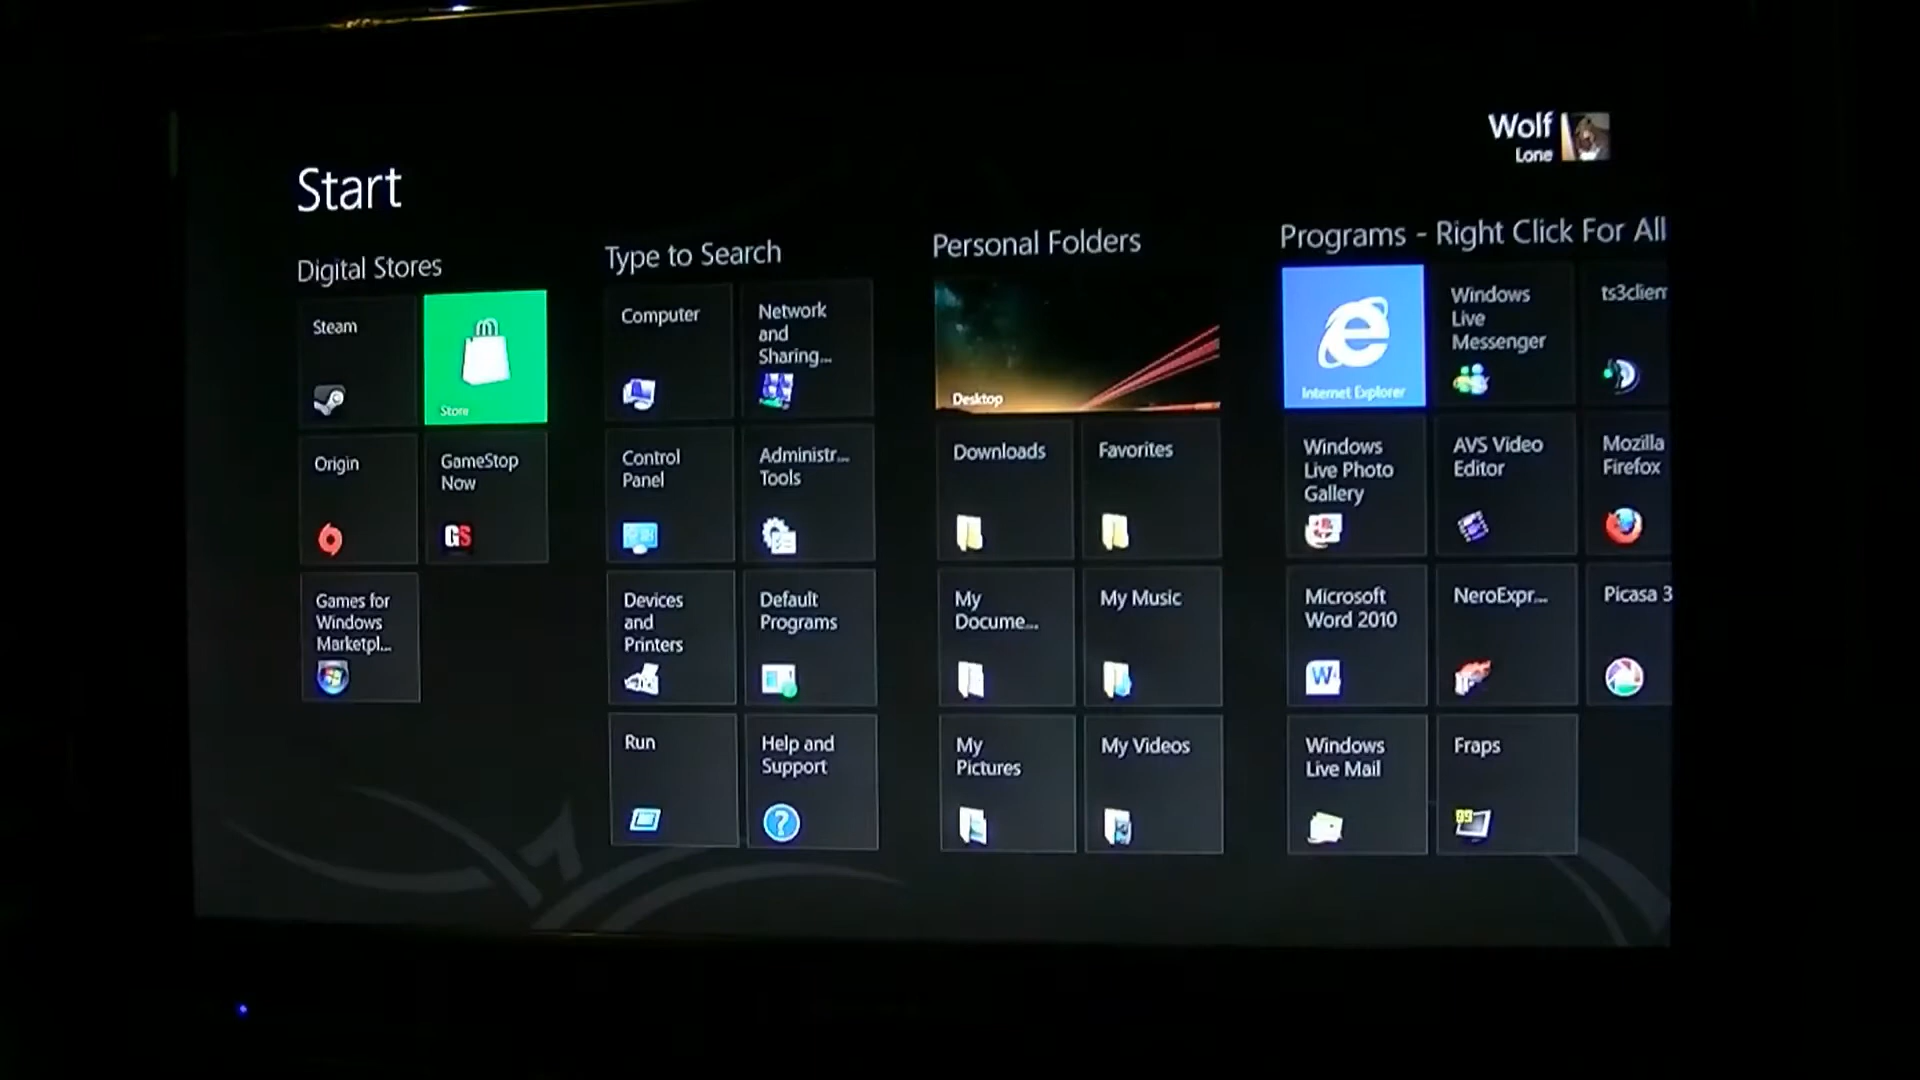 Wolf
Lone
Start
Digital Stores
Steam
Store
Origin
GameStop
Now
GS
Games for
Windows
Marketpl...
Type to Search
Computer
Network
and
Sharing...
Control
Panel
Administr...
Tools
Devices
and
Printers
Default
Programs
Run
Help and
Support
?
Personal Folders
Desktop
Downloads
Favorites
My
Docume...
My Music
My
Pictures
My Videos
Programs - Right Click For All
Internet Explorer
Windows
Live
Messenger
ts3clien
Windows
Live Photo
Gallery
AVS Video
Editor
Mozilla
Firefox
Microsoft
Word 2010
W
NeroExpr...
Picasa 3
Windows
Live Mail
Fraps
99